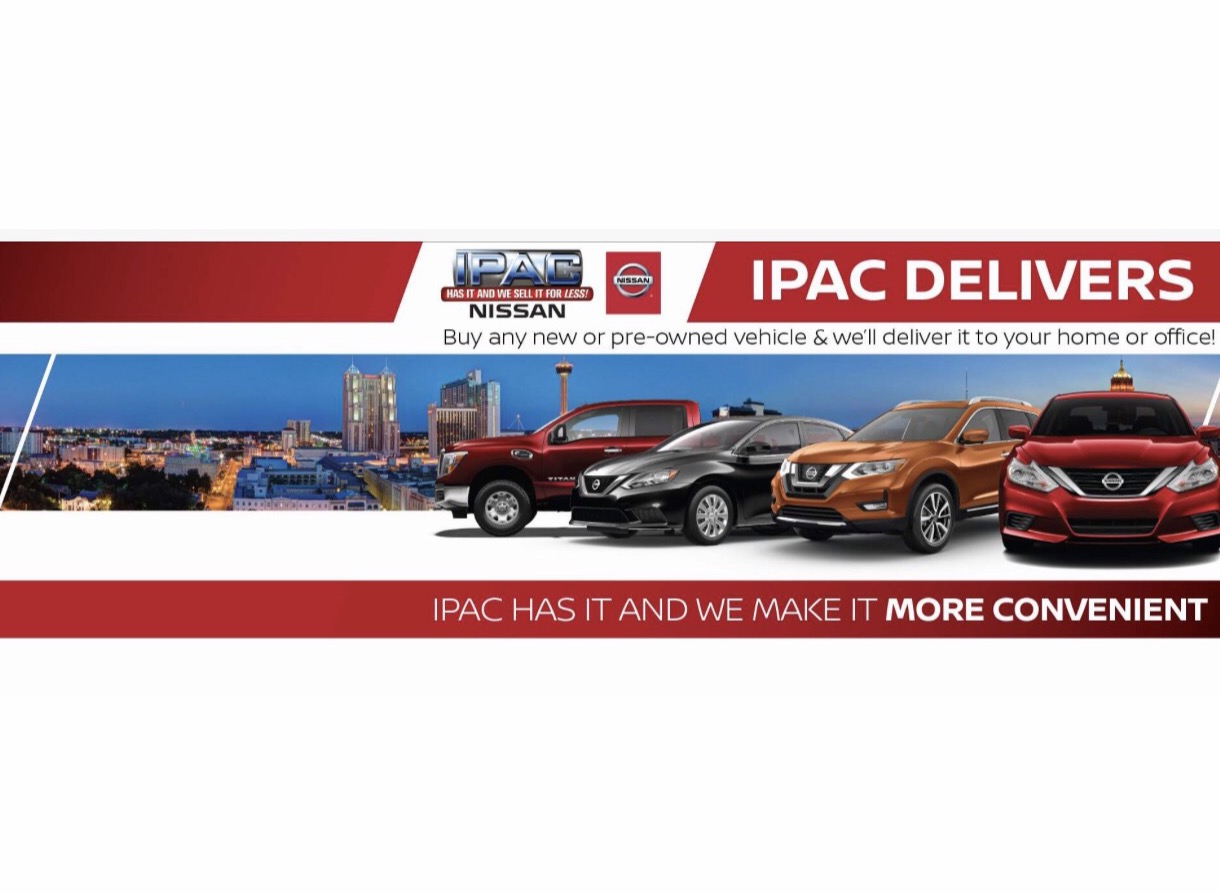 IPAC
HAS IT AND WE SELL IT FOR LESS!
NISSAN
NISSAN
IPAC DELIVERS
Buy any new or pre-owned vehicle & we'll deliver it to your home or office!
TITAN
IPAC HAS IT AND WE MAKE IT MORE CONVENIENT